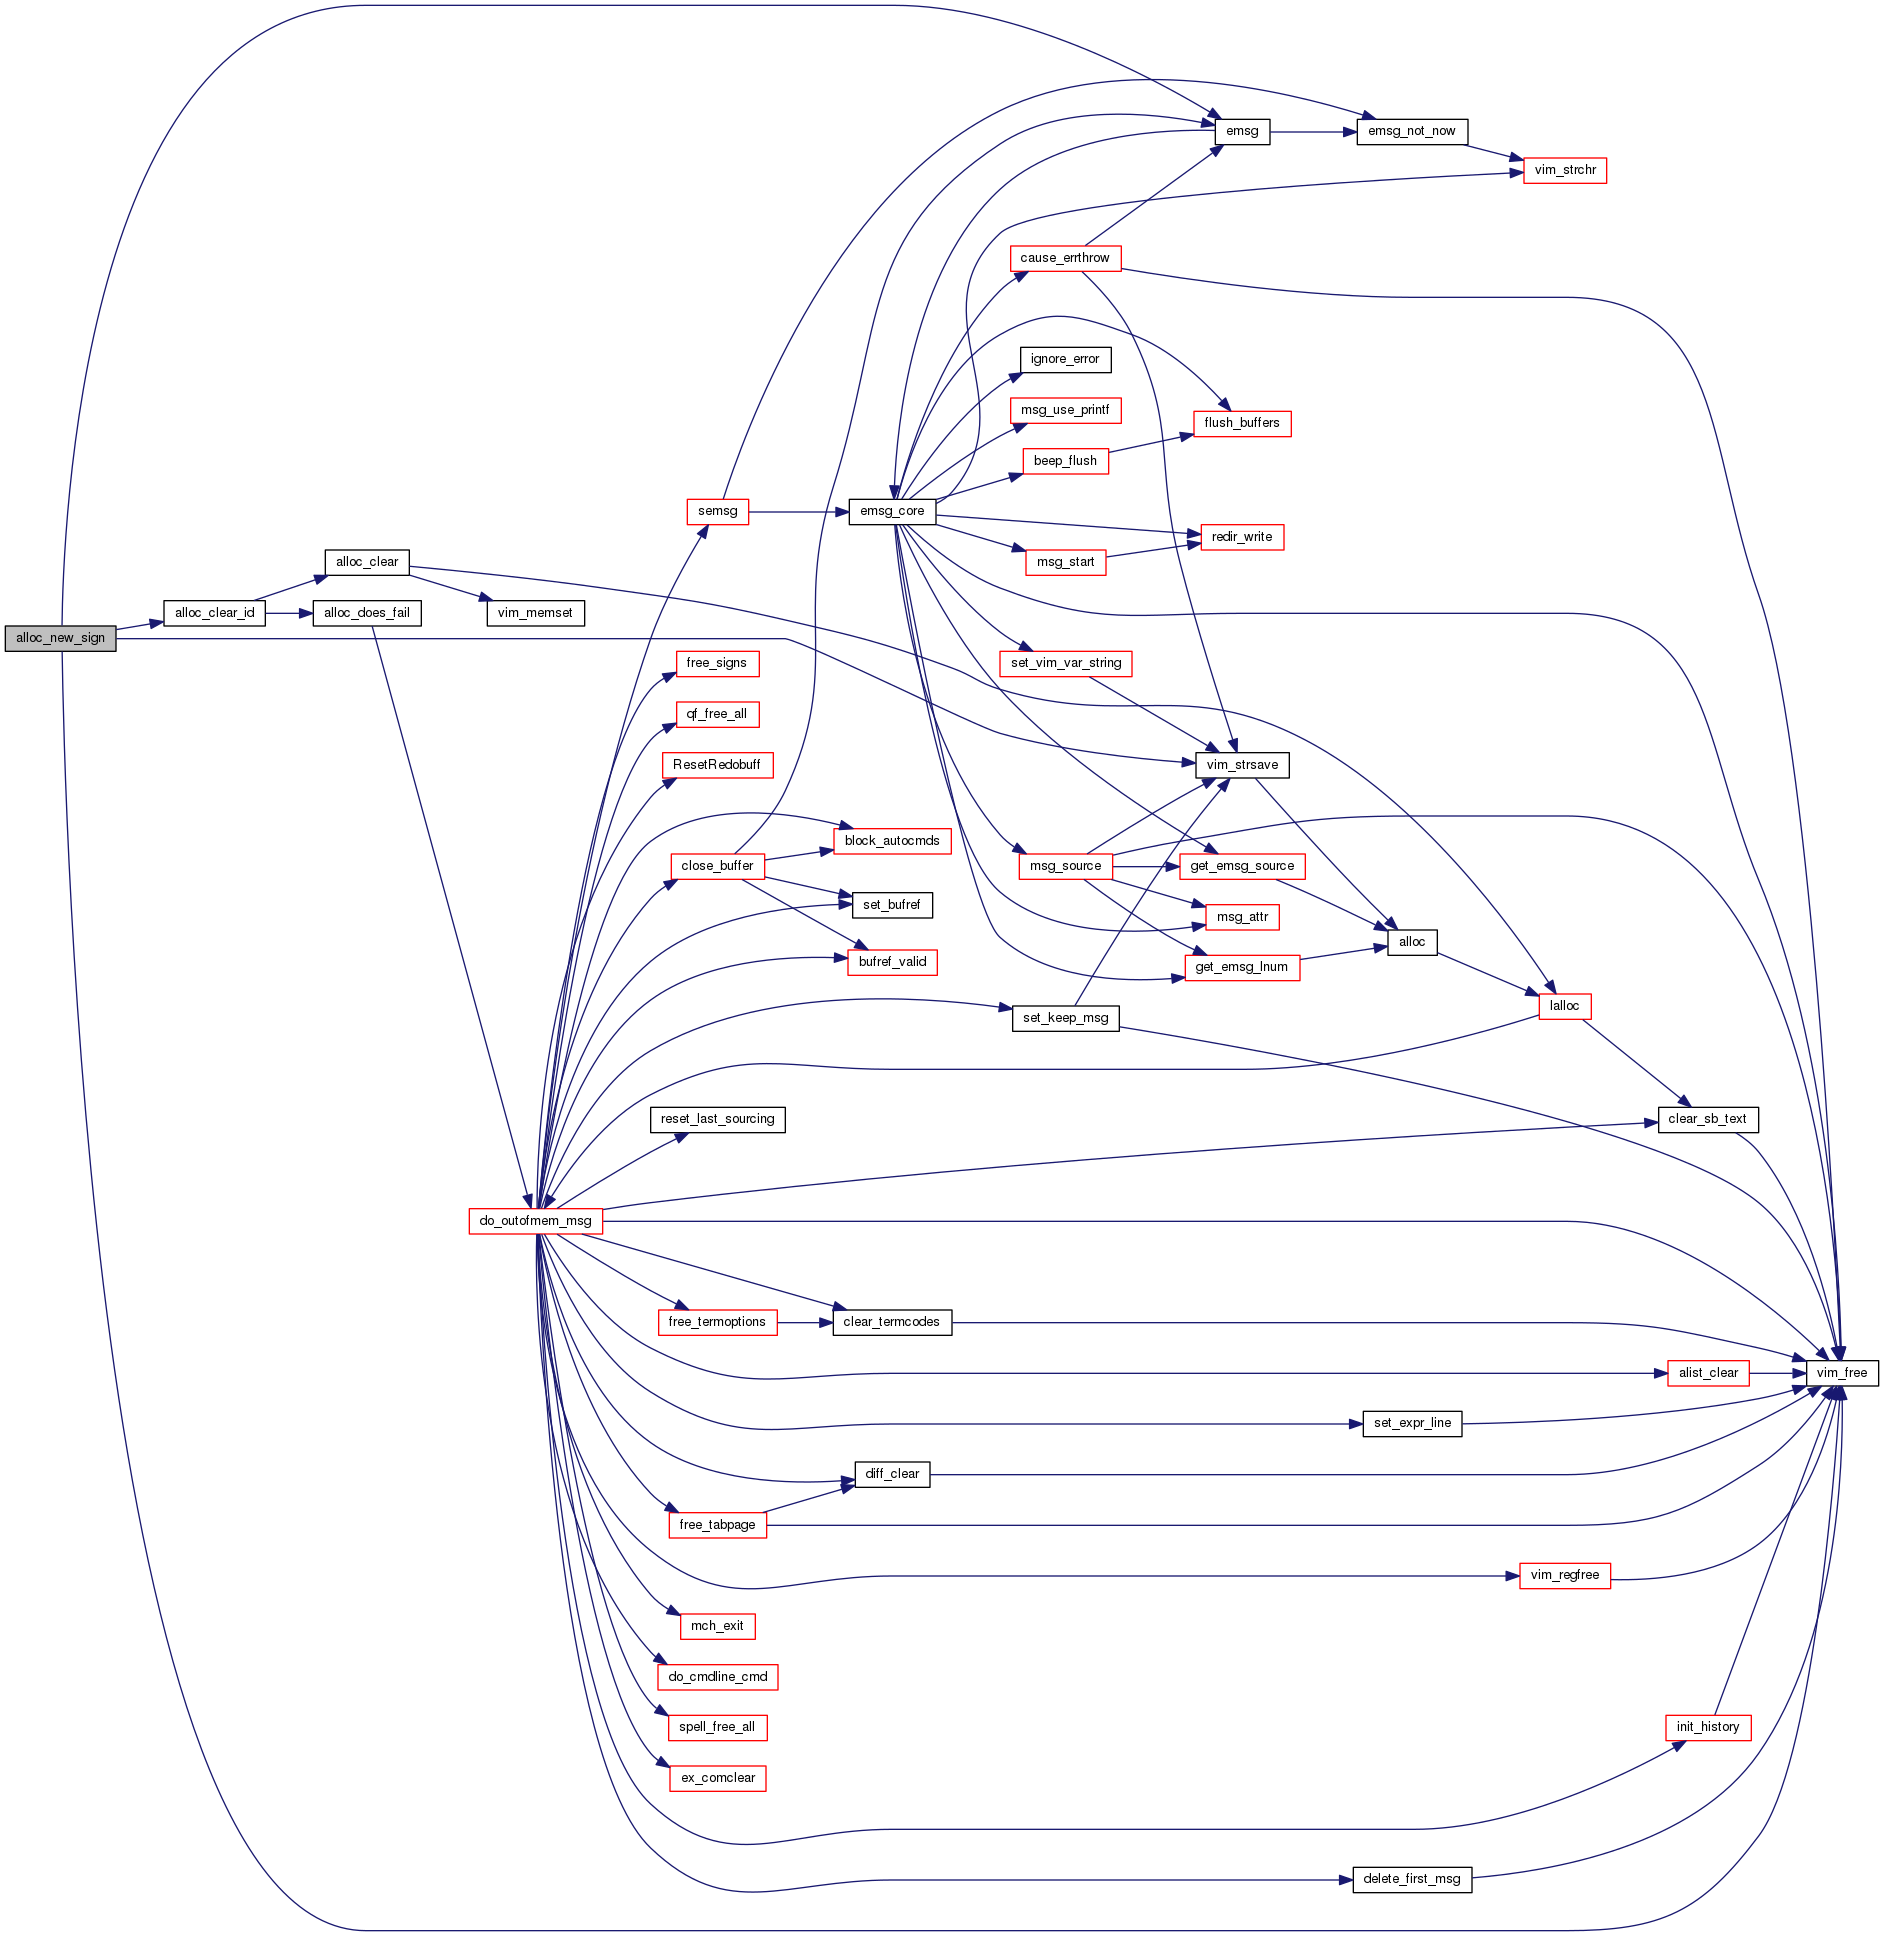 emsg
emsg_not_now
vim_strchr
cause_errthrow
ignore_error
msg_use_printf
flush_buffers
beep_flush
semsg
emsg_core
redir_write
alloc_clear
msg_start
alloc_clear_id
alloc_does_fail
vim_memset
alloc_new_sign
free_signs
set_vim_var_string
qf_free_all
ResetRedobuff
vim_strsave
block_autocmds
close_buffer
msg_source
get_emsg_source
set_bufref
msg_attr
alloc
bufref_valid
get_emsg_lnum
lalloc
set_keep_msg
reset_last_sourcing
clear_sb_text
do_outofmem_msg
free_termoptions
clear_termcodes
alist_clear
vim_free
set_expr_line
diff_clear
free_tabpage
vim_regfree
mch_exit
do_cmdline_cmd
spell_free_all
init_history
ex_comclear
delete_first_msg